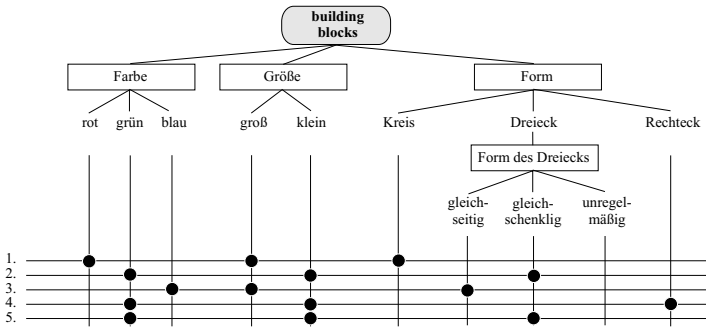 building
blocks
Farbe
Größe
Form
rot grün blau
groß klein
Kreis
Dreieck
Rechteck
Form des Dreiecks
gleich-
seitig
gleich-
schenklig
unregel-
mäßig
1.
2.
3.
4.
5.